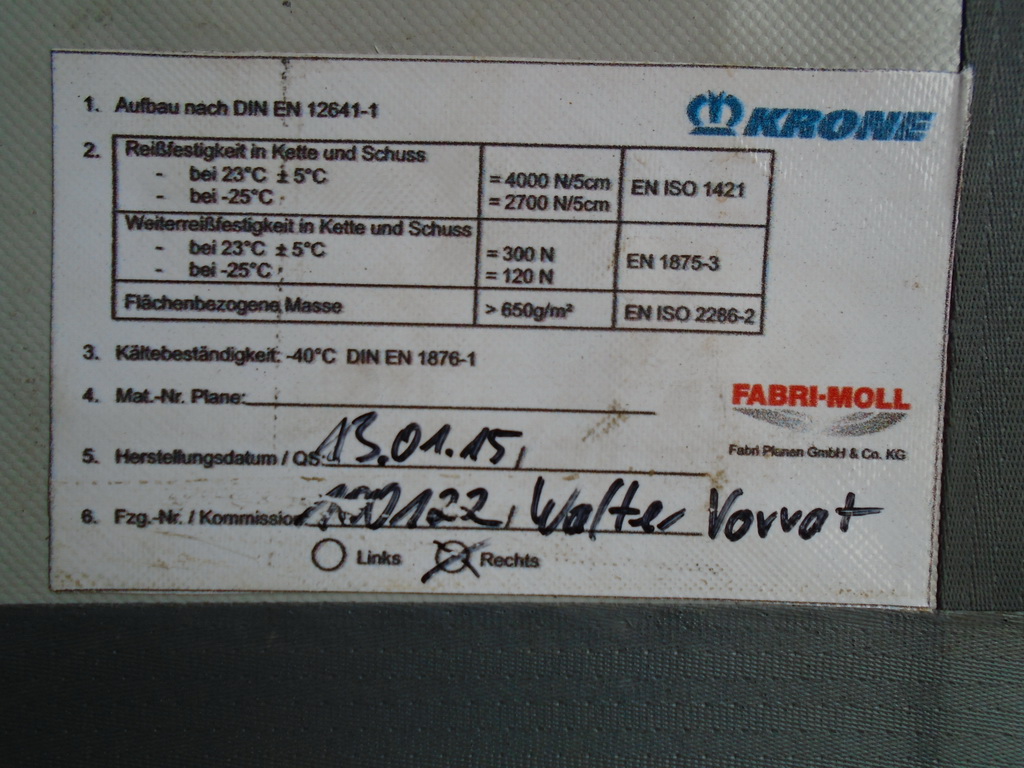 1. Aufbau nach DIN EN 12641-1
KRONE
2. Reißfestigkeit in Kette und Schuss
- bei 23°C ± 5°C = 4000 N/5cm EN ISO 1421
- bei -25°C = 2700 N/5cm
Weiterreißfestigkeit in Kette und Schuss
- bei 23°C ± 5°C = 300 N EN 1875-3
- bei -25°C = 120 N
Flächenbezogene Masse > 650g/m² EN ISO 2286-2
3. Kältebeständigkeit: -40°C DIN EN 1876-1
4. Mat.-Nr. Plane:
FABRI-MOLL
Fabri Planen GmbH & Co. KG
5. Herstellungsdatum / QS: 13.01.15,
6. Fzg.-Nr. / Kommission 100122, Walter Vorrat
Links Rechts